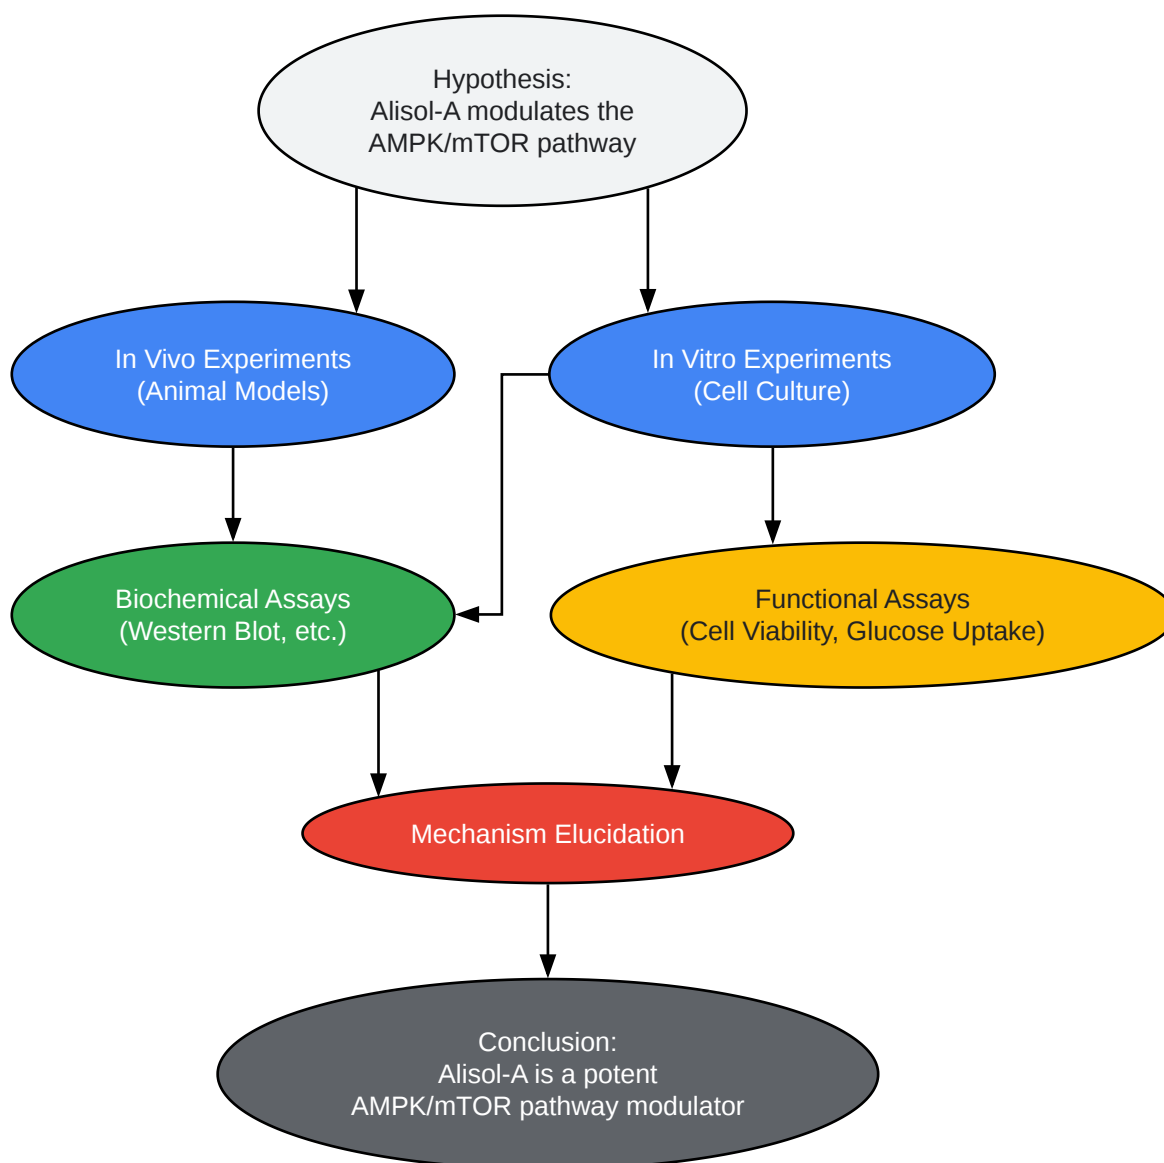 Hypothesis:
Alisol-A modulates the
AMPK/mTOR pathway
In Vivo Experiments
(Animal Models)
In Vitro Experiments
(Cell Culture)
Biochemical Assays
(Western Blot, etc.)
Functional Assays
(Cell Viability, Glucose Uptake)
Mechanism Elucidation
Conclusion:
Alisol-A is a potent
AMPK/mTOR pathway modulator